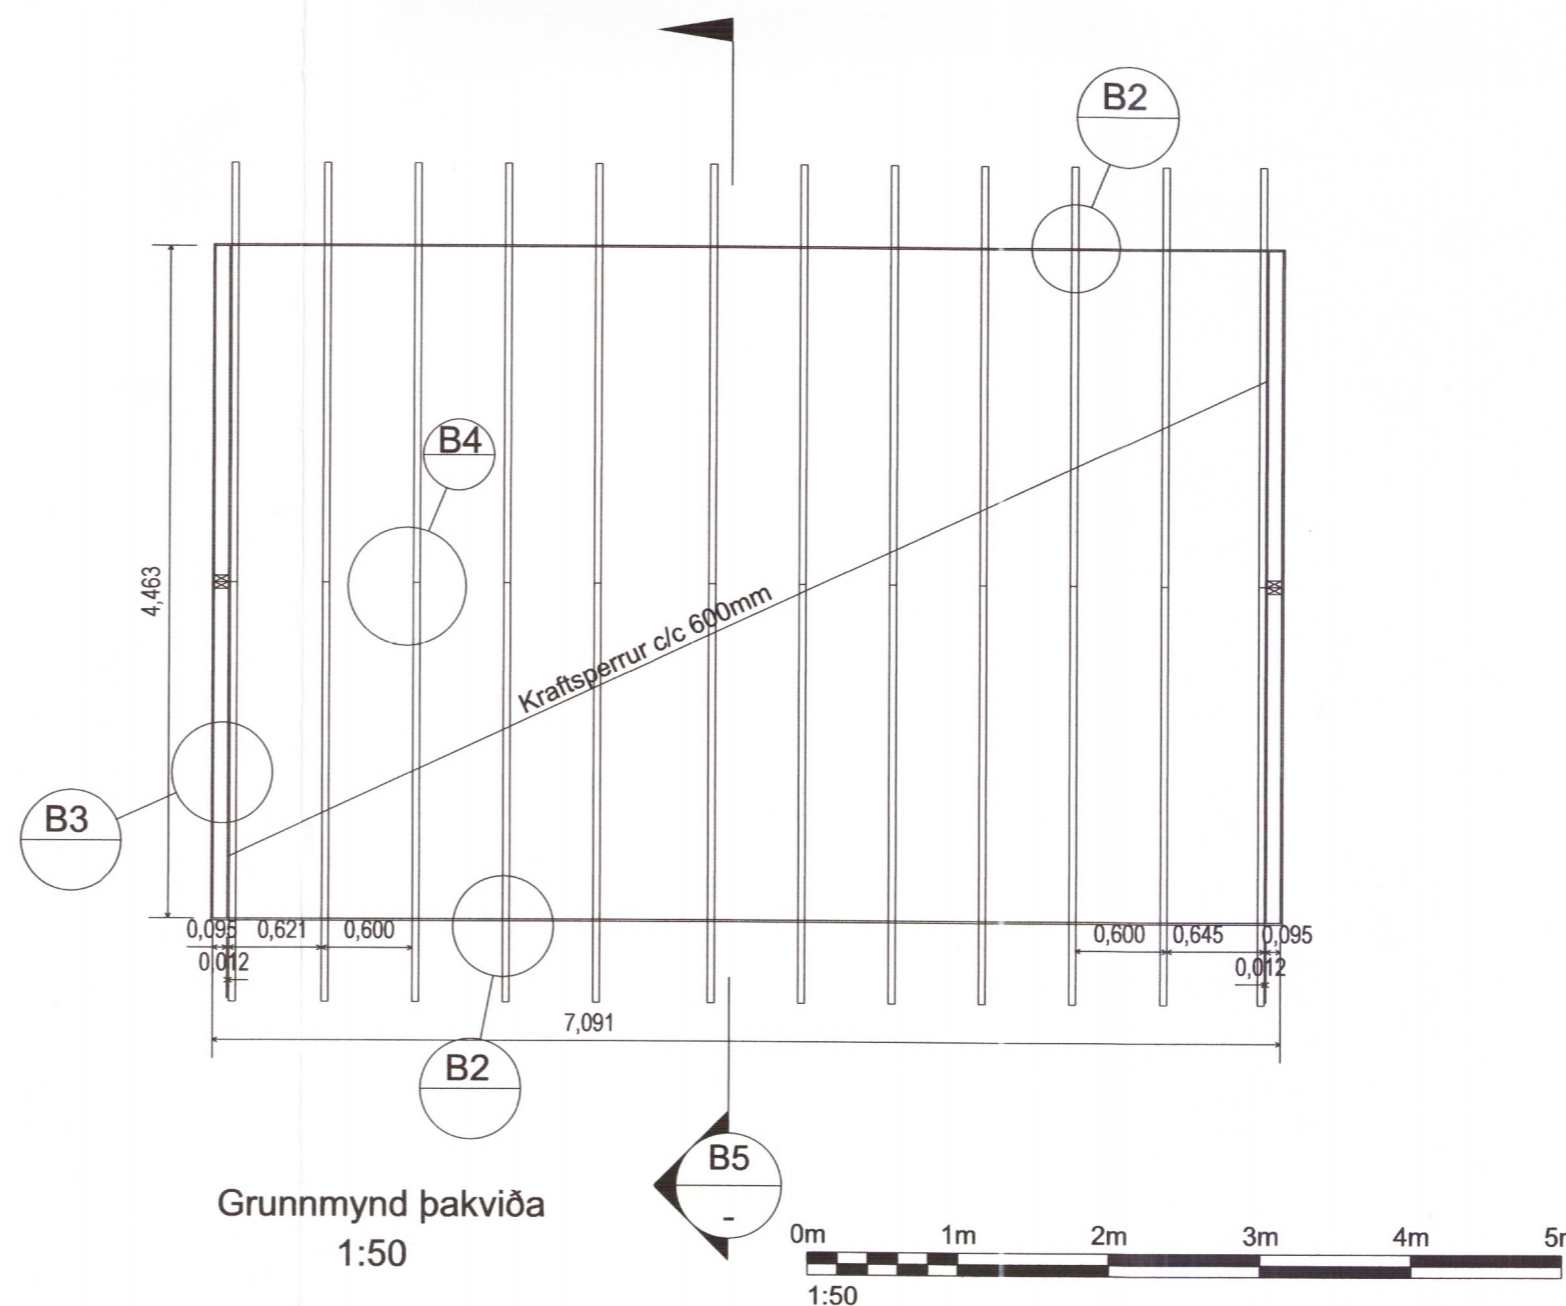 B2
B4
4,463
Kraftsperrur c/c 600mm
B3
0,095 0,621 0,600 0,600 0,645 0,095
0,012 0,012
7,091
B2
B5
-
Grunnmynd þakviða
1:50
0m 1m 2m 3m 4m 5m
1:50